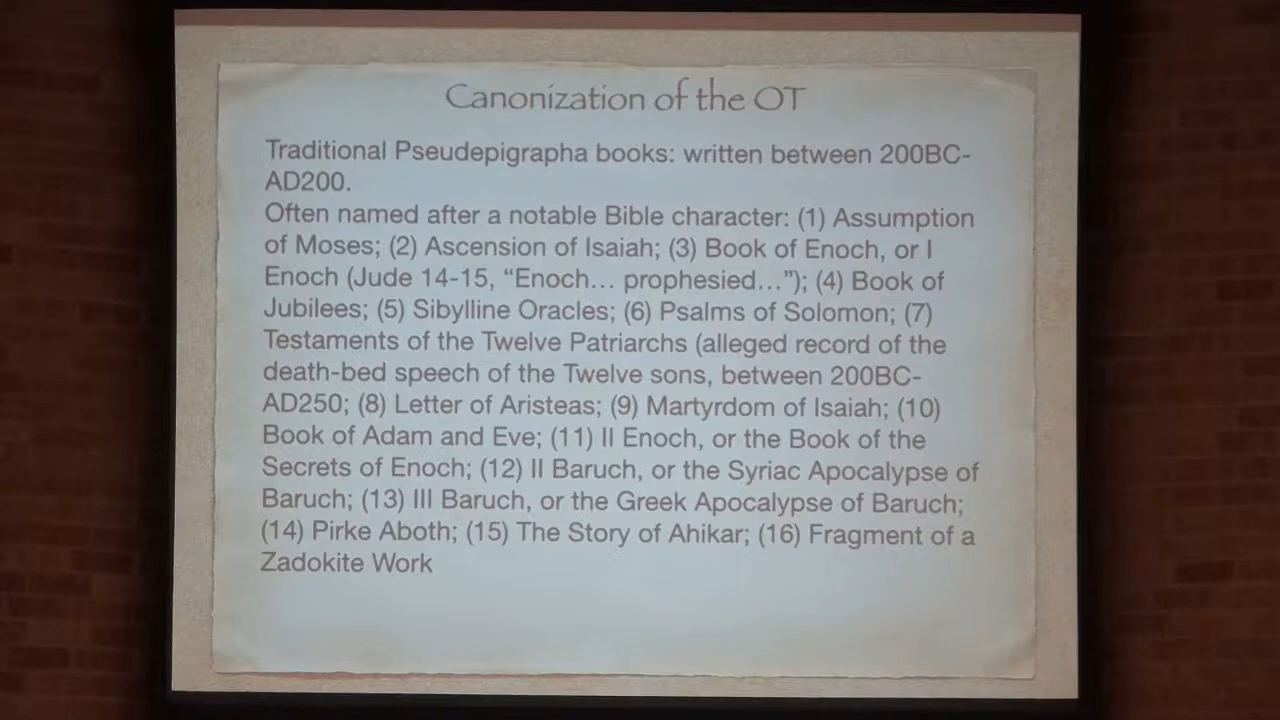 Canonization of the OT
Traditional Pseudepigrapha books: written between 200BC-
AD200.
Often named after a notable Bible character: (1) Assumption
of Moses; (2) Ascension of Isaiah; (3) Book of Enoch, or I
Enoch (Jude 14-15, “Enoch... prophesied...”); (4) Book of
Jubilees; (5) Sibylline Oracles; (6) Psalms of Solomon; (7)
Testaments of the Twelve Patriarchs (alleged record of the
death-bed speech of the Twelve sons, between 200BC-
AD250; (8) Letter of Aristeas; (9) Martyrdom of Isaiah; (10)
Book of Adam and Eve; (11) II Enoch, or the Book of the
Secrets of Enoch; (12) II Baruch, or the Syriac Apocalypse of
Baruch; (13) III Baruch, or the Greek Apocalypse of Baruch;
(14) Pirke Aboth; (15) The Story of Ahikar; (16) Fragment of a
Zadokite Work